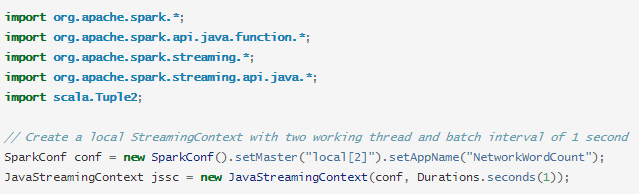 import org.apache.spark.*;
import org.apache.spark.api.java.function.*;
import org.apache.spark.streaming.*;
import org.apache.spark.streaming.api.java.*;
import scala.Tuple2;
// Create a local StreamingContext with two working thread and batch interval of 1 second
SparkConf conf = new SparkConf().setMaster("local[2]").setAppName("NetworkWordCount");
JavaStreamingContext jssc = new JavaStreamingContext(conf, Durations.seconds(1));